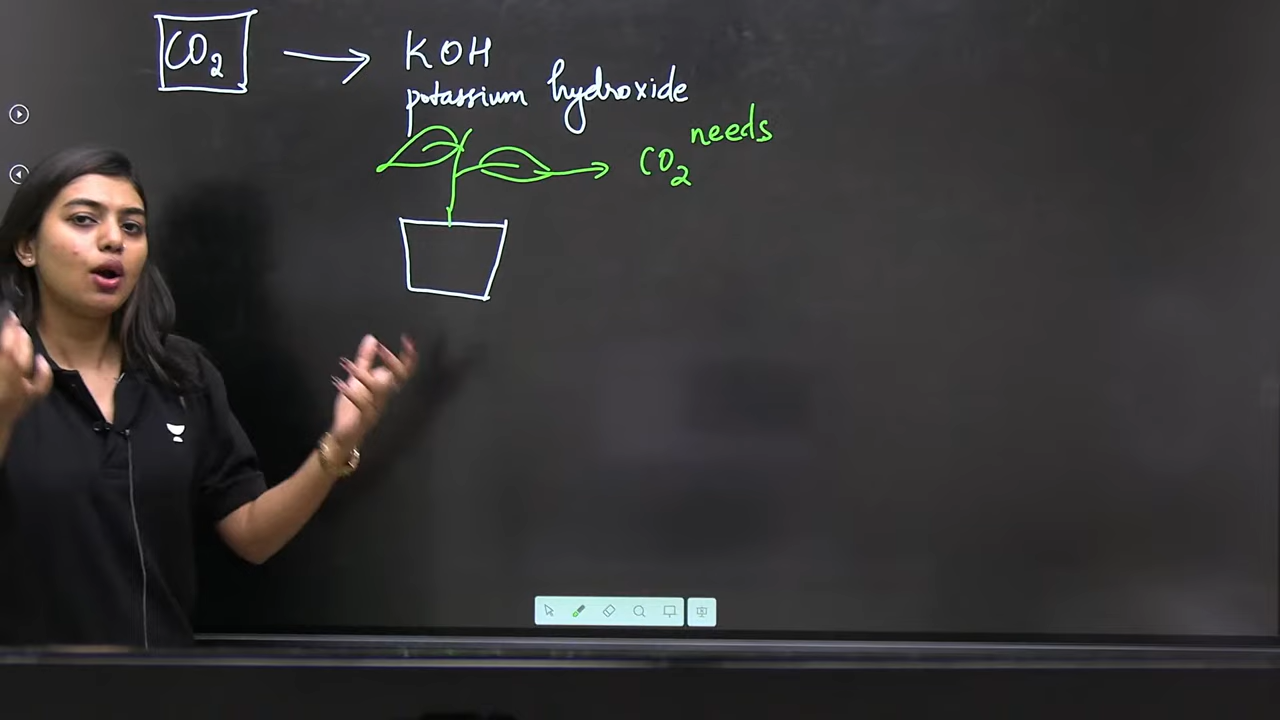 CO2 → KOH
potassium hydroxide
needs
CO2